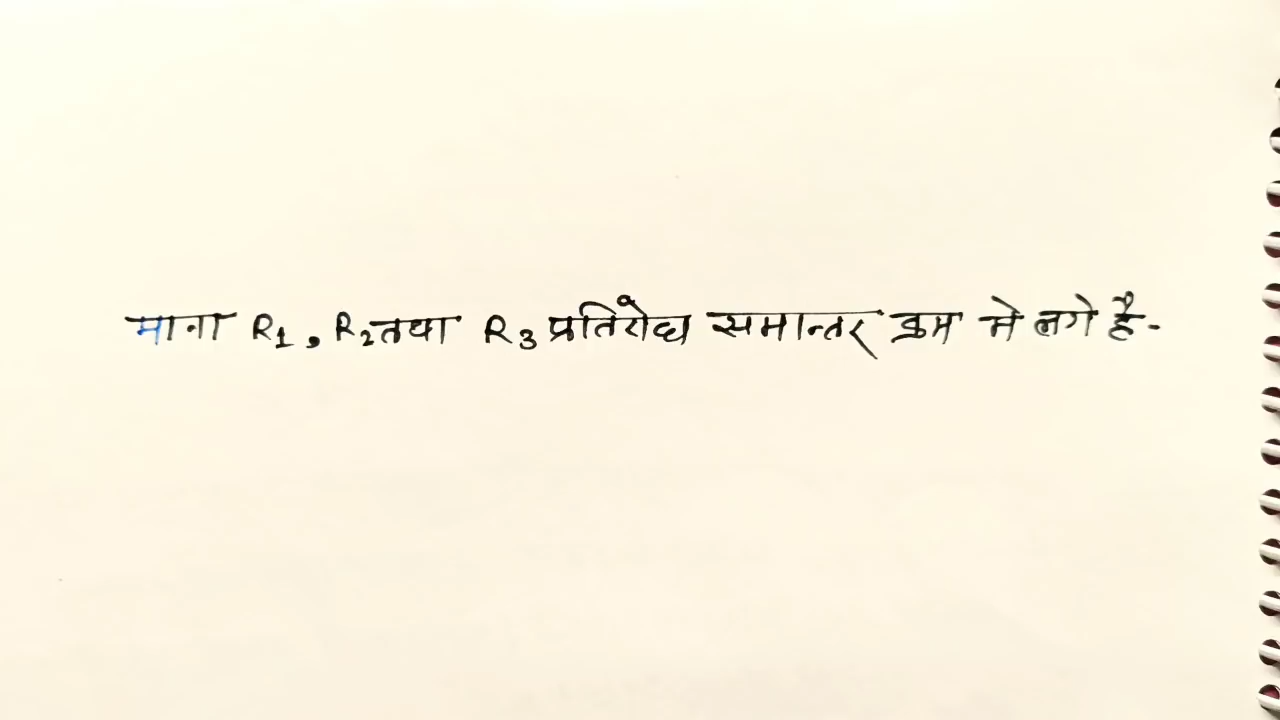 माना R1, R2 तथा R3 प्रतिरोध समान्तर क्रम मे लगे है-